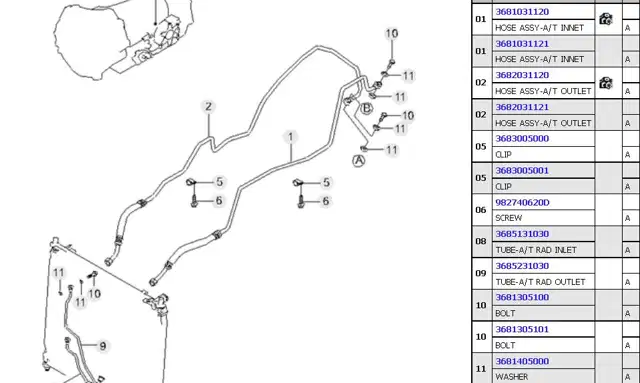 10
11
11
B
10
11
11
A
2
1
5
5
6
6
11
11
10
9
01
3681031120
HOSE ASSY-A/T INNET
A
01
3681031121
HOSE ASSY-A/T INNET
A
02
3682031120
HOSE ASSY-A/T OUTLET
A
02
3682031121
HOSE ASSY-A/T OUTLET
A
05
3683005000
CLIP
A
05
3683005001
CLIP
A
06
982740620D
SCREW
A
08
3685131030
TUBE-A/T RAD INLET
A
09
3685231030
TUBE-A/T RAD OUTLET
A
10
3681305100
BOLT
A
10
3681305101
BOLT
A
11
3681405000
WASHER
A